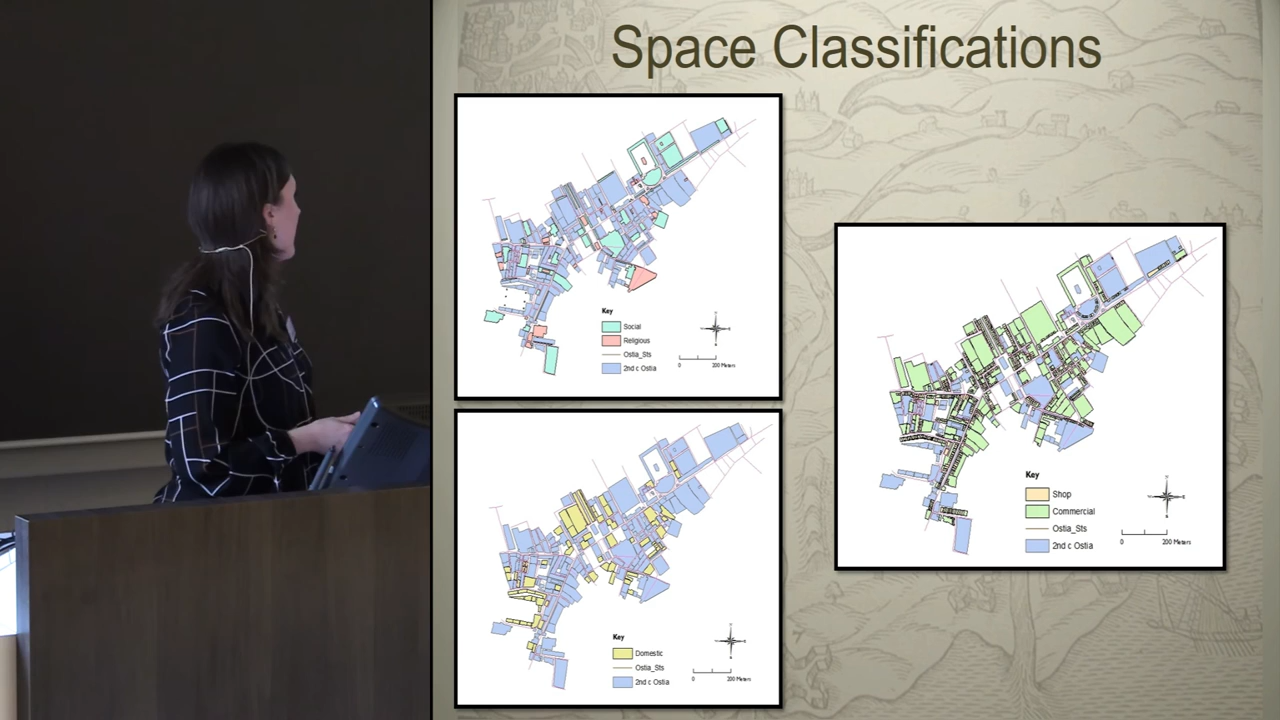 Space Classifications
Key
Social
Religious
Ostia_Sts
2nd c Ostia
0 200 Meters
Key
Domestic
Ostia_Sts
2nd c Ostia
0 200 Meters
Key
Shop
Commercial
Ostia_Sts
2nd c Ostia
0 200 Meters